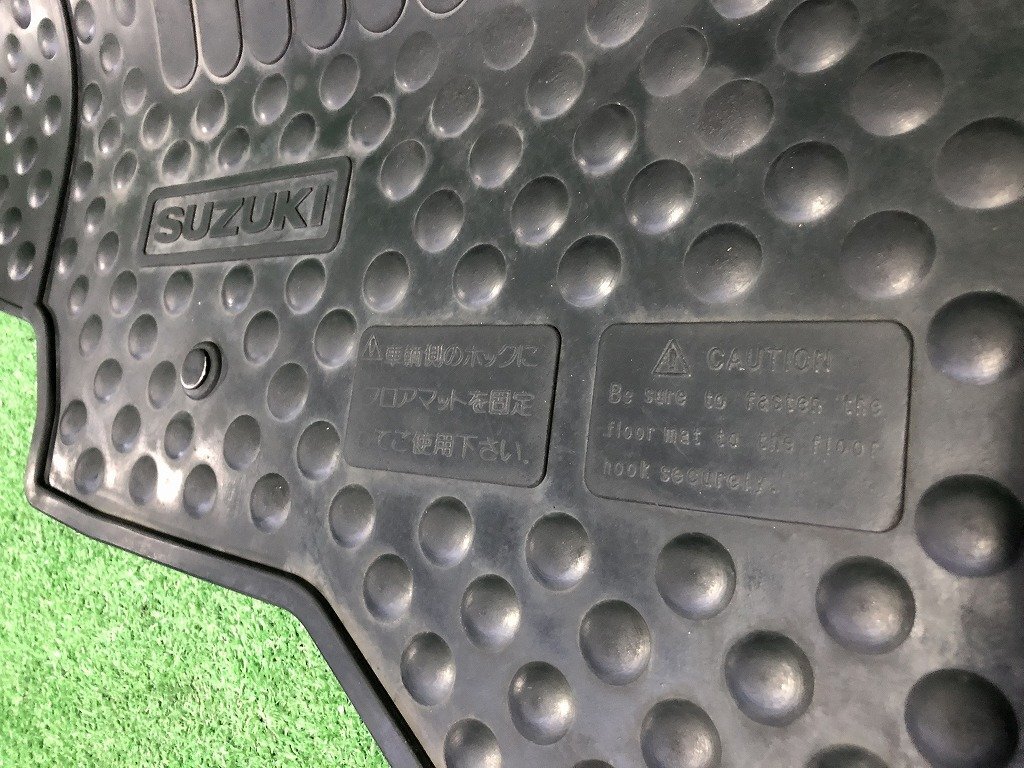 SUZUKI
⚠車輌側のホックに
フロアマットを固定
してご使用下さい.
⚠ CAUTION
Be sure to fasten the
floor mat to the floor
hook securely.